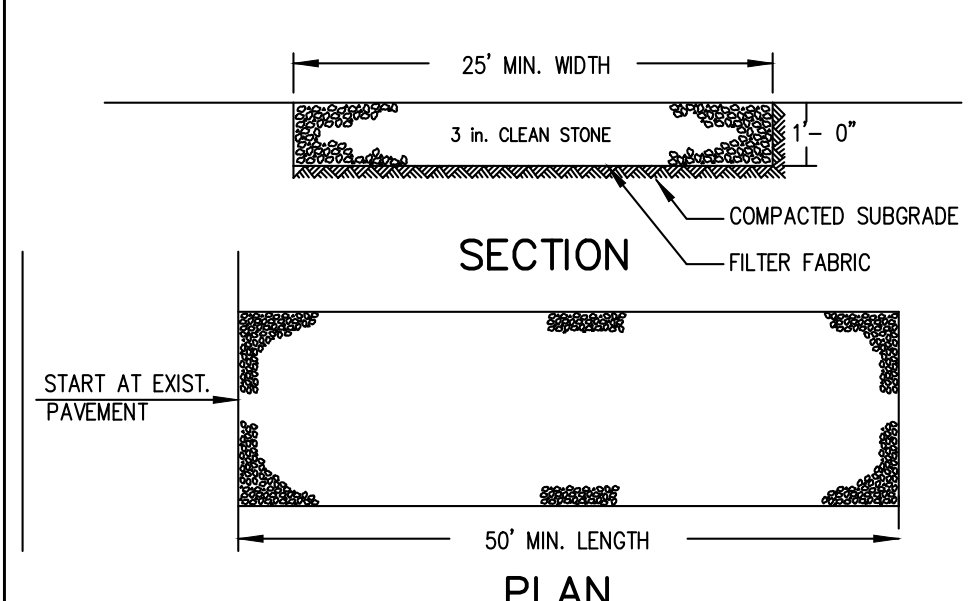 25' MIN. WIDTH
3 in. CLEAN STONE
1'- 0"
COMPACTED SUBGRADE
SECTION
FILTER FABRIC
START AT EXIST.
PAVEMENT
50' MIN. LENGTH
PLAN